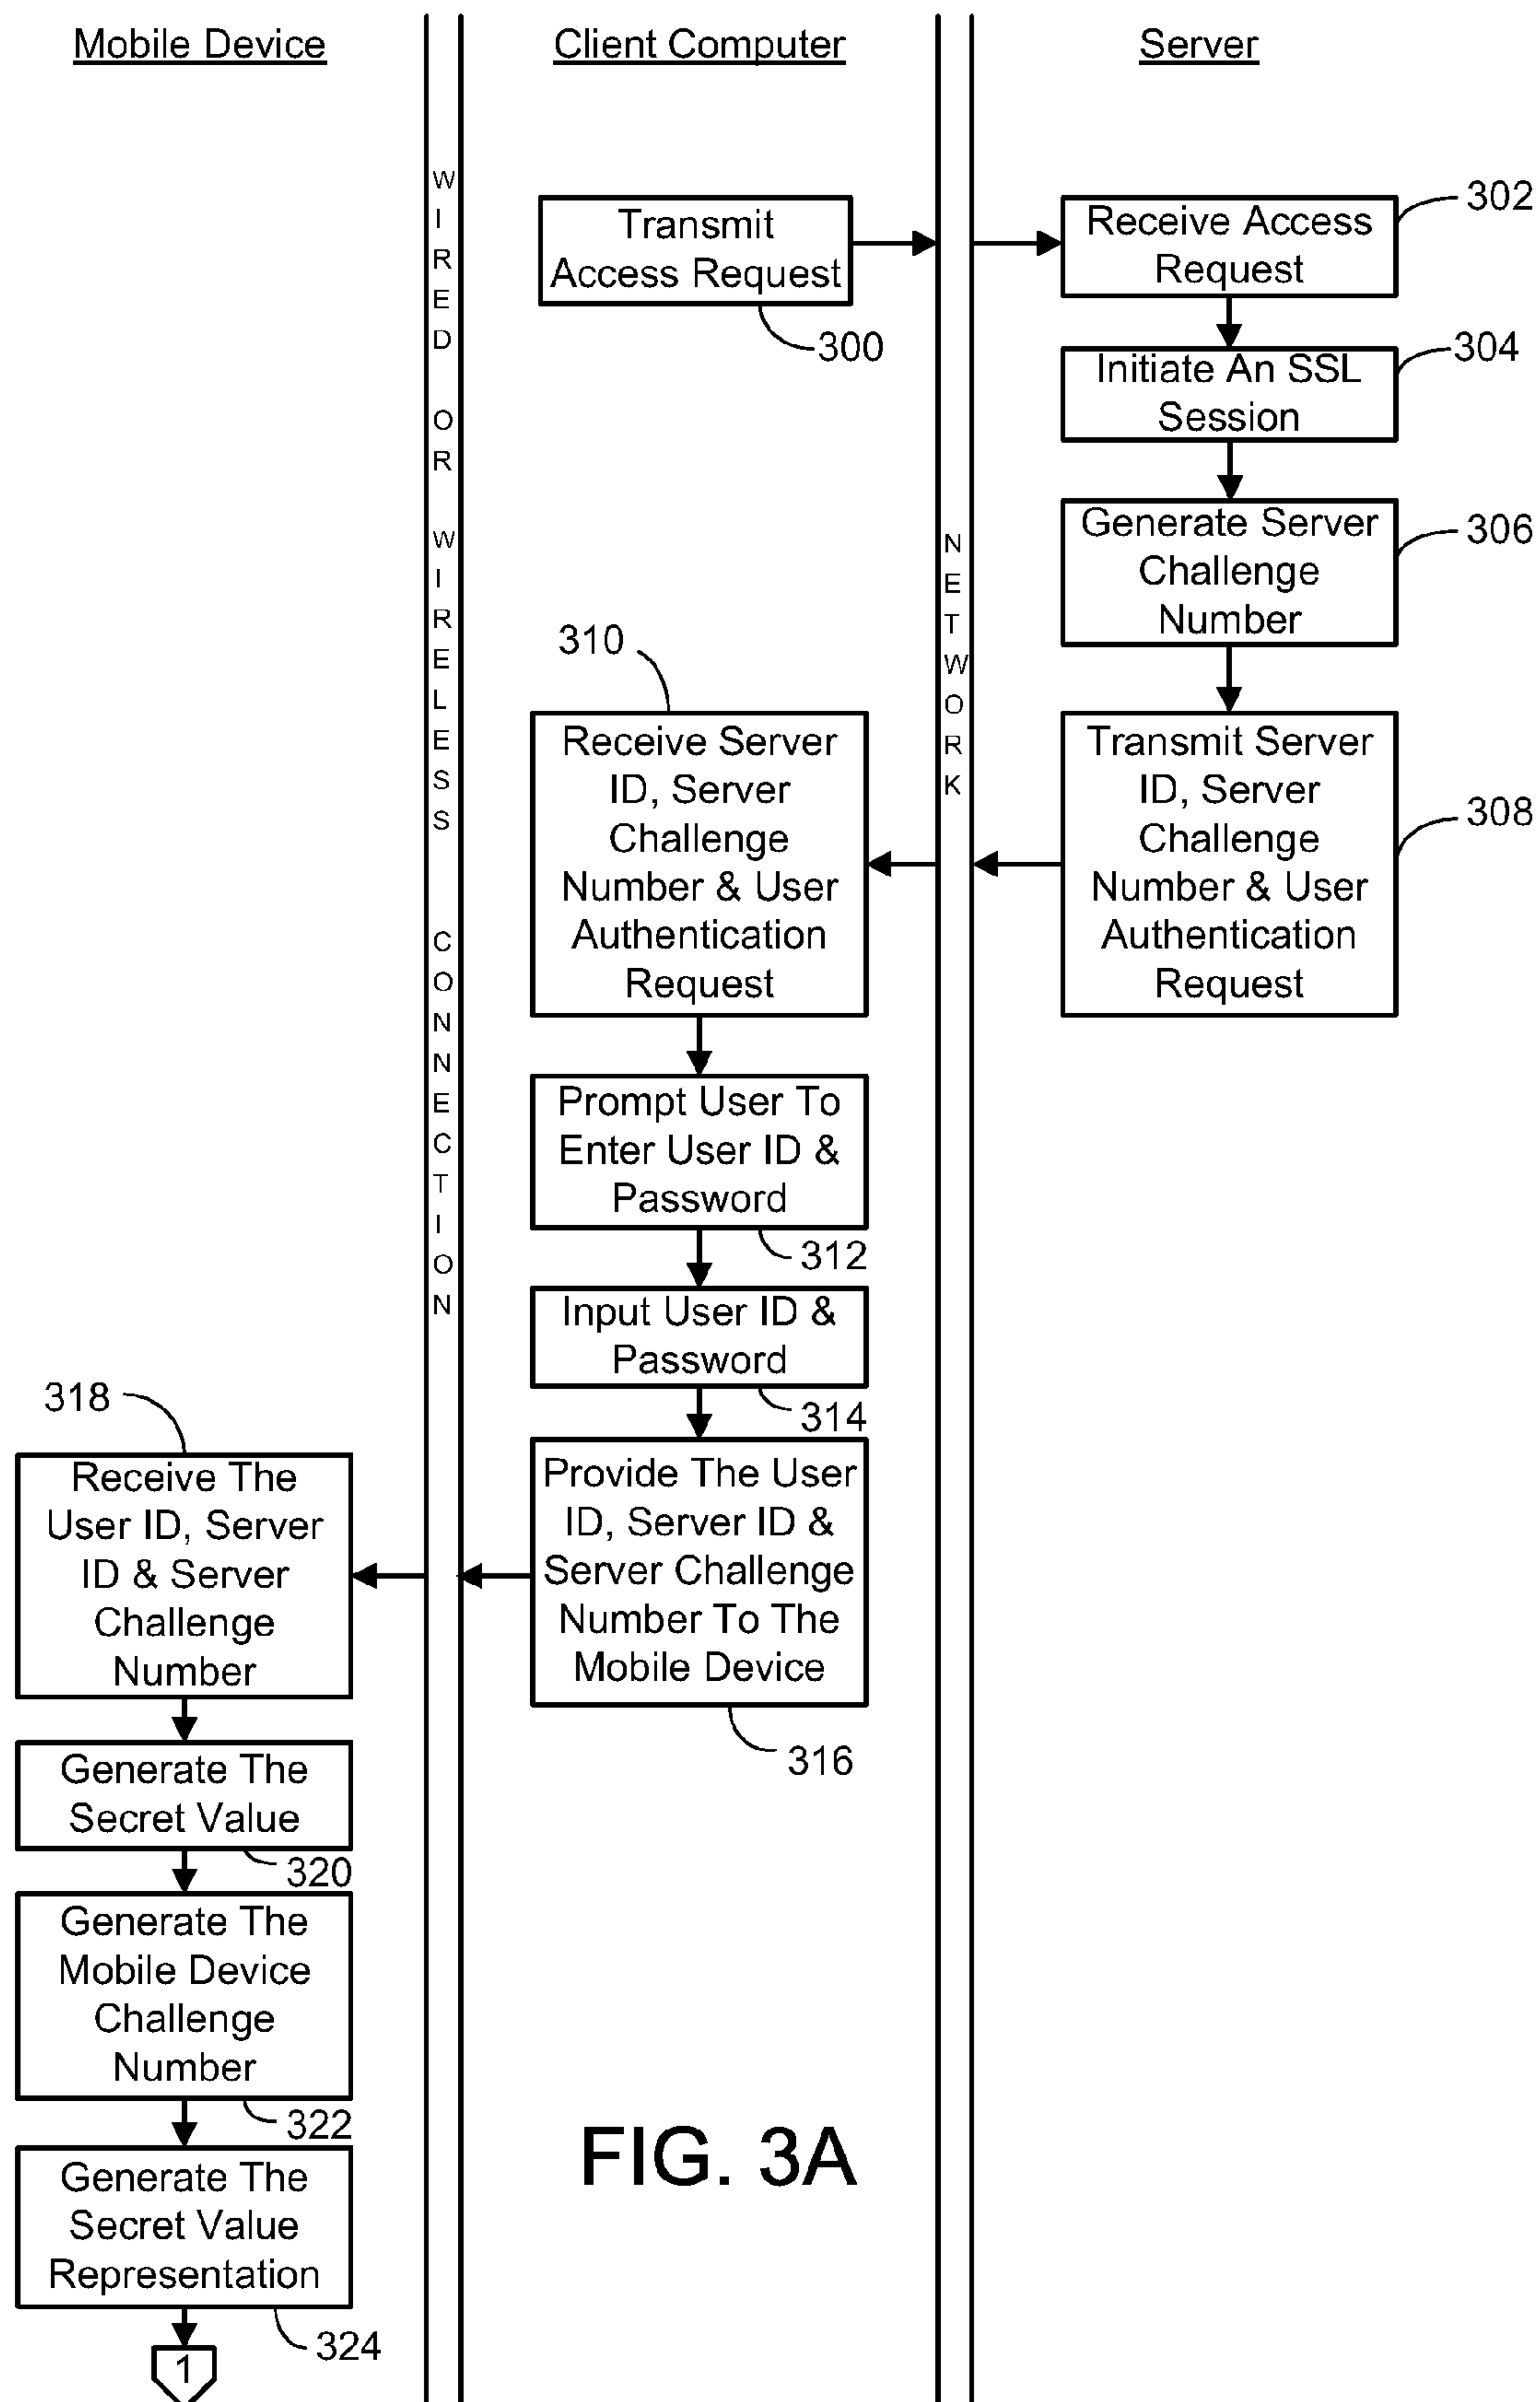 Mobile Device
Client Computer
Server
WIRED OR WIRELESS CONNECTION
NETWORK
Transmit
Access Request
300
Receive Access
Request
302
Initiate An SSL
Session
304
Generate Server
Challenge
Number
306
Transmit Server
ID, Server
Challenge
Number & User
Authentication
Request
308
310
Receive Server
ID, Server
Challenge
Number & User
Authentication
Request
Prompt User To
Enter User ID &
Password
312
Input User ID &
Password
314
Provide The User
ID, Server ID &
Server Challenge
Number To The
Mobile Device
316
318
Receive The
User ID, Server
ID & Server
Challenge
Number
Generate The
Secret Value
320
Generate The
Mobile Device
Challenge
Number
322
Generate The
Secret Value
Representation
324
1
FIG. 3A